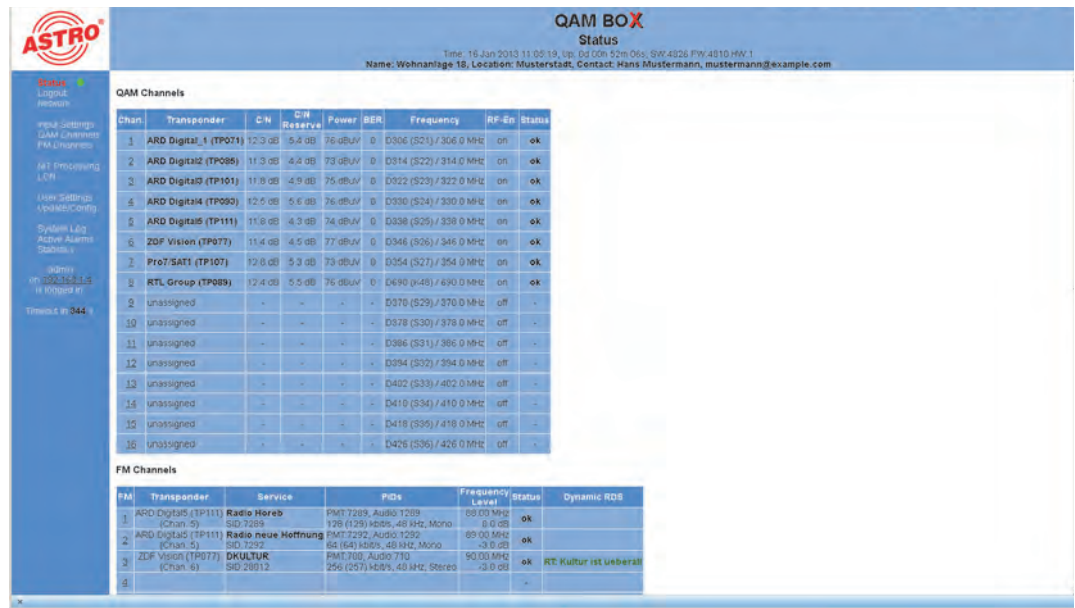 ASTRO
QAM BOX
Status
Time: 16 Jan 2013 11:05:19, Up: 0d 00h 52m 06s, SW:4826 FW:4810 HW:1
Name: Wohnanlage 18, Location: Musterstadt, Contact: Hans Mustermann, mustermann@example.com
Status
Logout
Network
Input Settings
QAM Channels
FM Channels
NIT Processing
LCN
User Settings
Update/Config.
System Log
Active Alarms
Statistics
admin
on
is logged in
Timeout in 344 s
QAM Channels
Chan. Transponder C/N C/N Reserve Power BER Frequency RF-En Status
1 ARD Digital_1 (TP071) 12.3 dB 5.4 dB 76 dBuV 0 D306 (S21) / 306.0 MHz on ok
2 ARD Digital2 (TP085) 11.3 dB 4.4 dB 73 dBuV 0 D314 (S22) / 314.0 MHz on ok
3 ARD Digital3 (TP101) 11.8 dB 4.9 dB 75 dBuV 0 D322 (S23) / 322.0 MHz on ok
4 ARD Digital4 (TP093) 12.5 dB 5.6 dB 76 dBuV 0 D330 (S24) / 330.0 MHz on ok
5 ARD Digital5 (TP111) 11.8 dB 4.3 dB 74 dBuV 0 D338 (S25) / 338.0 MHz on ok
6 ZDF Vision (TP077) 11.4 dB 4.5 dB 77 dBuV 0 D346 (S26) / 346.0 MHz on ok
7 Pro7/SAT1 (TP107) 12.8 dB 5.3 dB 73 dBuV 0 D354 (S27) / 354.0 MHz on ok
8 RTL Group (TP089) 12.4 dB 5.5 dB 76 dBuV 0 D690 (K48) / 690.0 MHz on ok
9 unassigned - - - - D370 (S29) / 370.0 MHz off -
10 unassigned - - - - D378 (S30) / 378.0 MHz off -
11 unassigned - - - - D386 (S31) / 386.0 MHz off -
12 unassigned - - - - D394 (S32) / 394.0 MHz off -
13 unassigned - - - - D402 (S33) / 402.0 MHz off -
14 unassigned - - - - D410 (S34) / 410.0 MHz off -
15 unassigned - - - - D418 (S35) / 418.0 MHz off -
16 unassigned - - - - D426 (S36) / 426.0 MHz off -
FM Channels
FM Transponder Service PIDs Frequency Level Status Dynamic RDS
1 ARD Digital5 (TP111) Radio Horeb PMT:7289, Audio:1289 88.00 MHz ok
(Chan. 5) SID:7289 128 (129) kbit/s, 48 kHz, Mono 0.0 dB
2 ARD Digital5 (TP111) Radio neue Hoffnung PMT:7292, Audio:1292 89.00 MHz ok
(Chan. 5) SID:7292 64 (64) kbit/s, 48 kHz, Mono -3.0 dB
3 ZDF Vision (TP077) DKULTUR PMT:700, Audio:710 90.00 MHz ok RT: Kultur ist ueberall
(Chan. 6) SID:28012 256 (257) kbit/s, 48 kHz, Stereo -3.0 dB
4 -